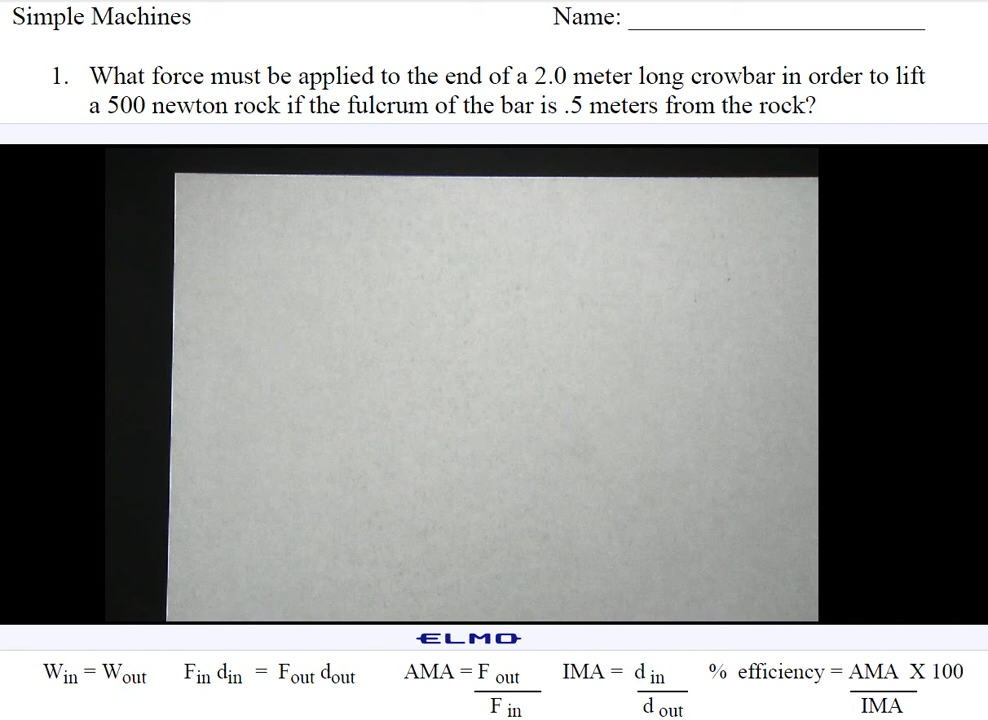 Simple Machines Name:
1. What force must be applied to the end of a 2.0 meter long crowbar in order to lift
a 500 newton rock if the fulcrum of the bar is .5 meters from the rock?
ELMO
Win = Wout Fin din = Fout dout AMA = F out IMA = d in % efficiency = AMA X 100
F in d out IMA